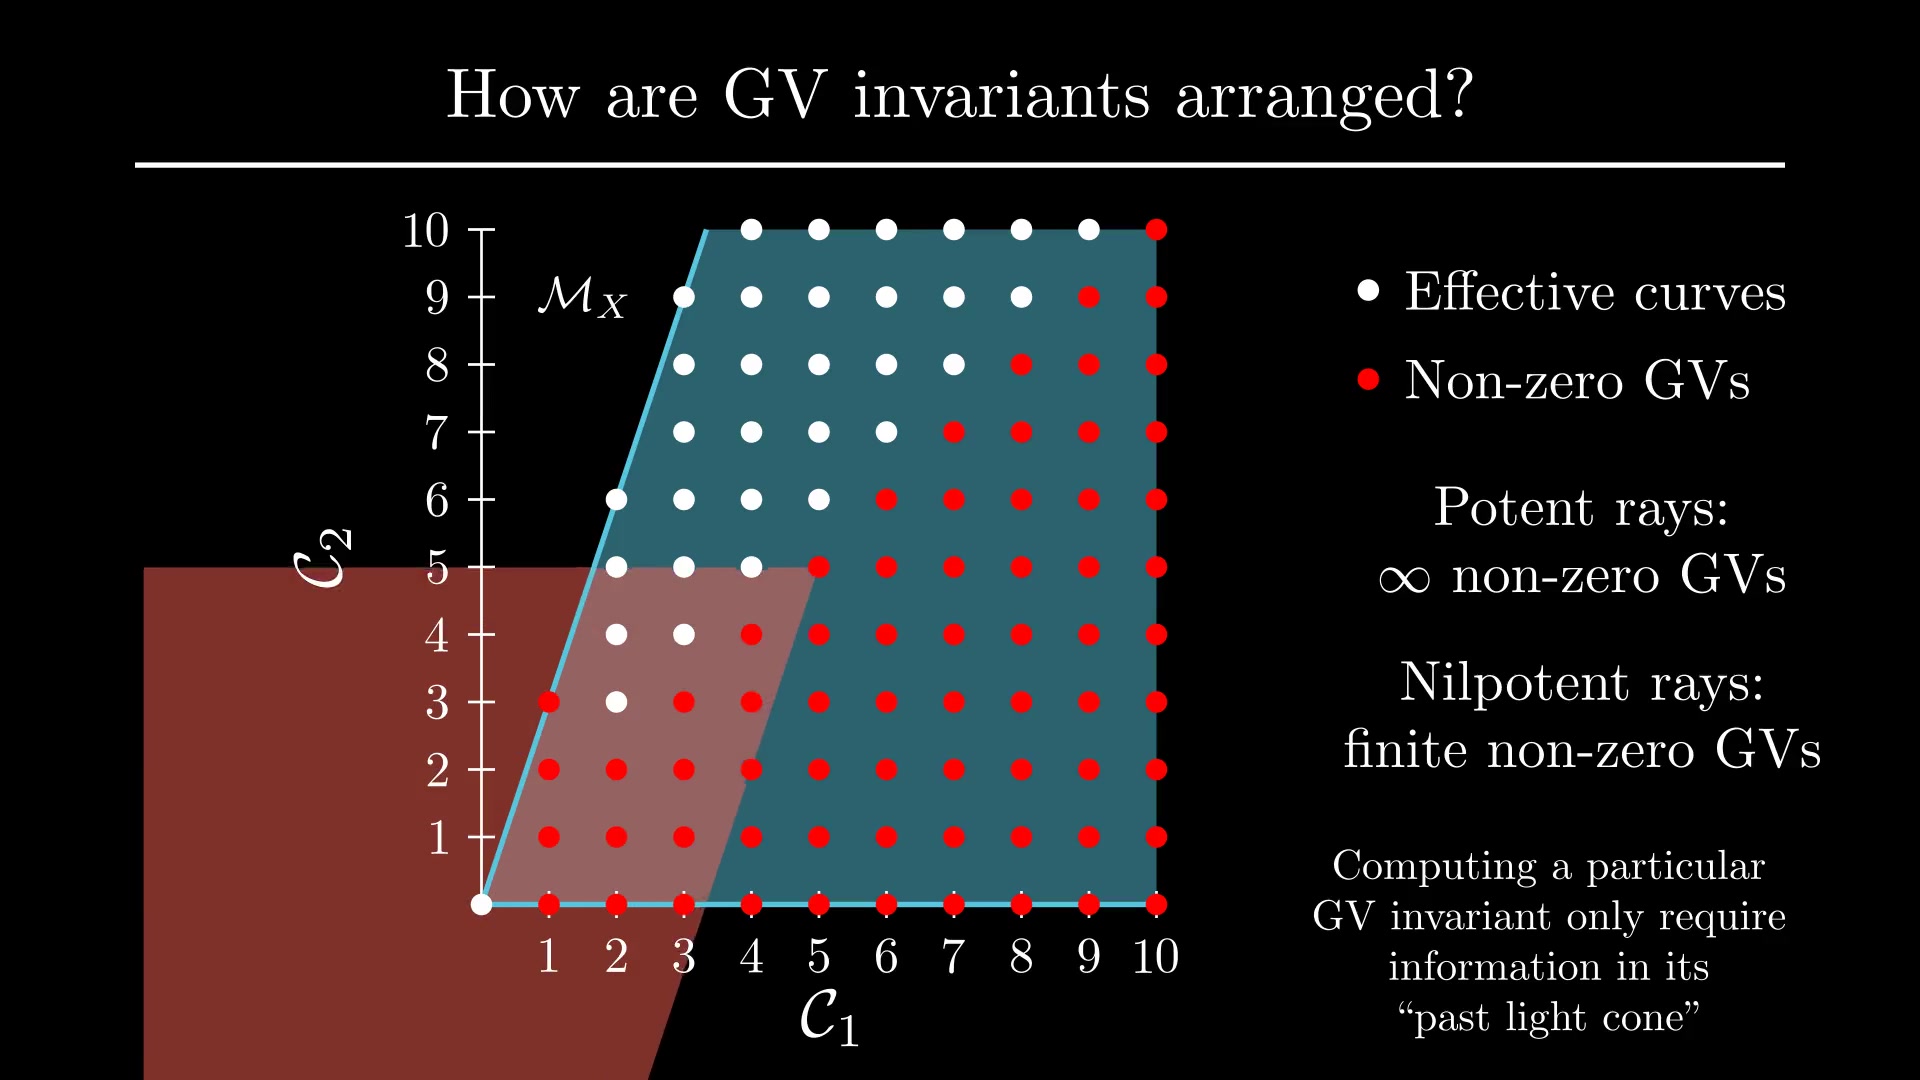 How are GV invariants arranged?
10
9
8
7
6
5
4
3
2
1
𝓜_X
𝒞₂
1 2 3 4 5 6 7 8 9 10
𝒞₁
Effective curves
Non-zero GVs
Potent rays:
∞ non-zero GVs
Nilpotent rays:
finite non-zero GVs
Computing a particular
GV invariant only require
information in its
“past light cone”